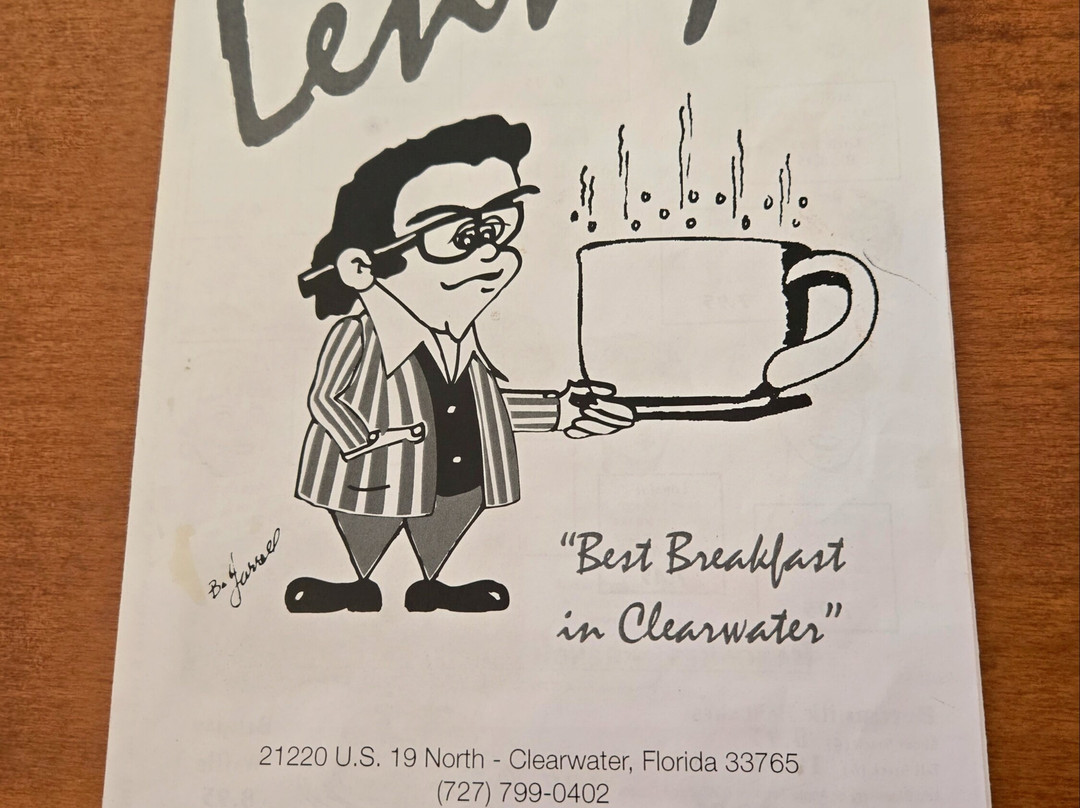 “Best Breakfast
in Clearwater”
21220 U.S. 19 North - Clearwater, Florida 33765
(727) 799-0402